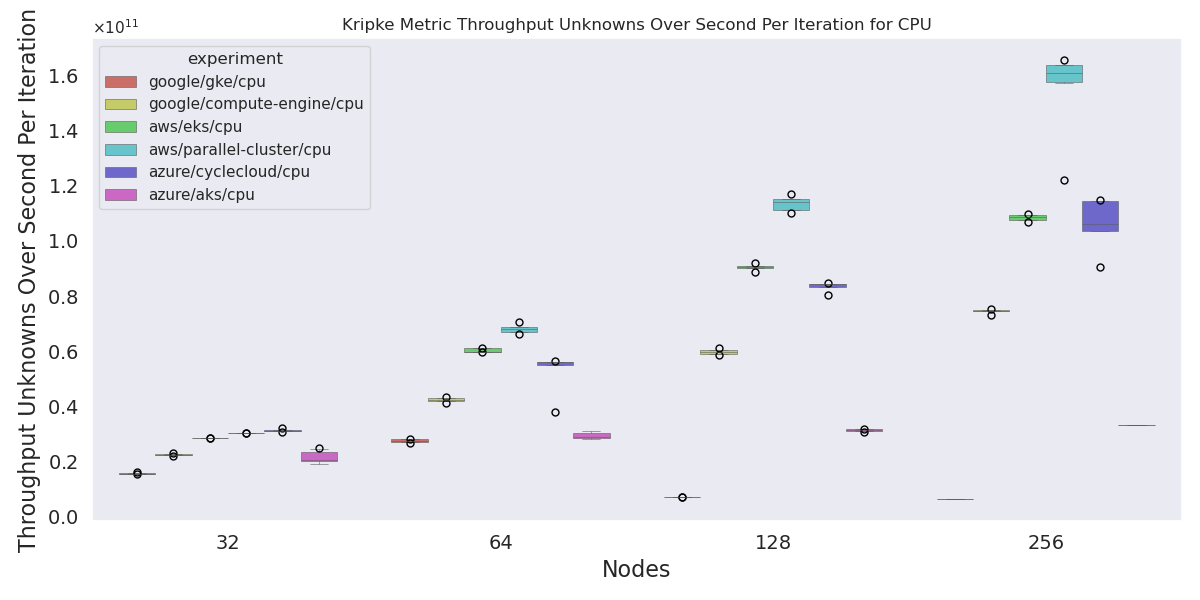 Kripke Metric Throughput Unknowns Over Second Per Iteration for CPU
×10¹¹
Throughput Unknowns Over Second Per Iteration
1.6
1.4
1.2
1.0
0.8
0.6
0.4
0.2
0.0
experiment
google/gke/cpu
google/compute-engine/cpu
aws/eks/cpu
aws/parallel-cluster/cpu
azure/cyclecloud/cpu
azure/aks/cpu
32 64 128 256
Nodes